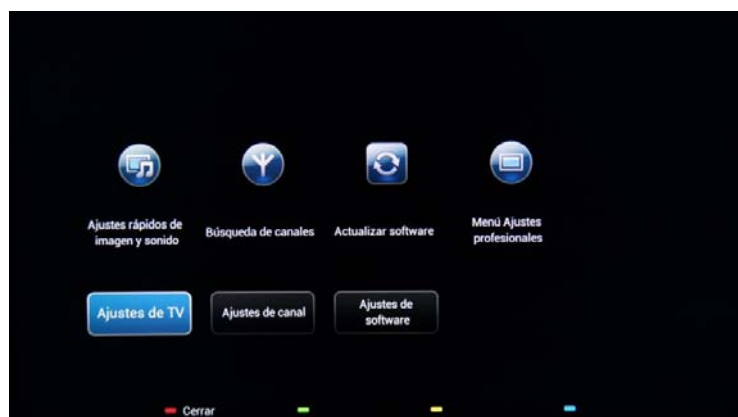 Ajustes rápidos de
imagen y sonido
Búsqueda de canales
Actualizar software
Menú Ajustes
profesionales
Ajustes de TV
Ajustes de canal
Ajustes de
software
Cerrar